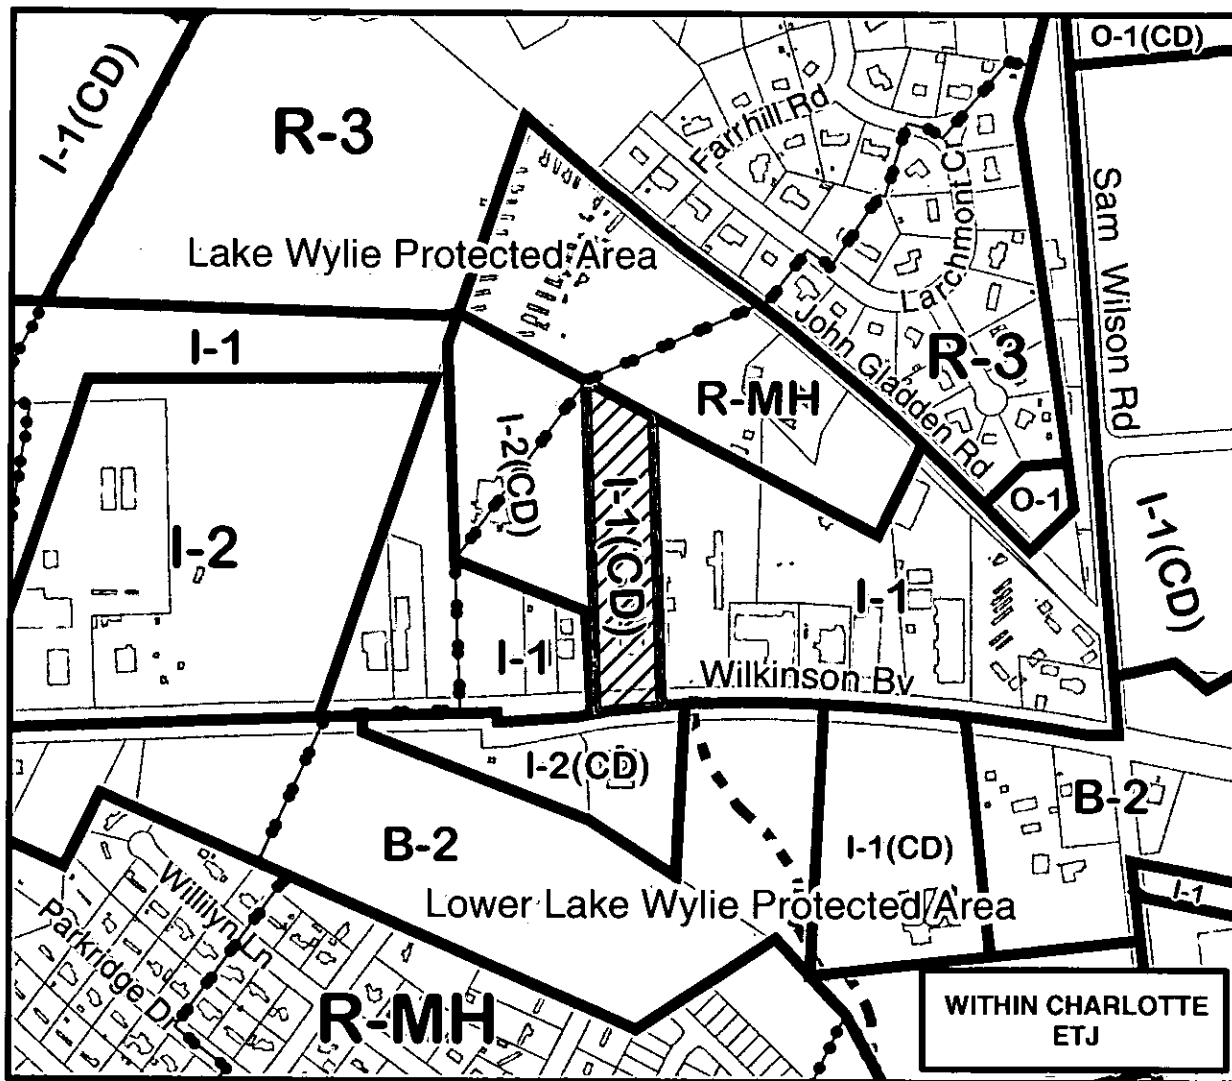 O-1(CD)
I-1(CD)
R-3
Farrhill Rd
Larchmont Cr
Sam Wilson Rd
Lake Wylie Protected Area
John Gladden Rd
I-1
R-3
R-MH
I-2(CD)
I-1(CD)
O-1
I-1(CD)
I-2
I-1
I-1
Wilkinson Bv
I-2(CD)
B-2
B-2
I-1(CD)
I-1
Willilyn Ln
Lower Lake Wylie Protected Area
Parkridge Dr
R-MH
WITHIN CHARLOTTE
ETJ